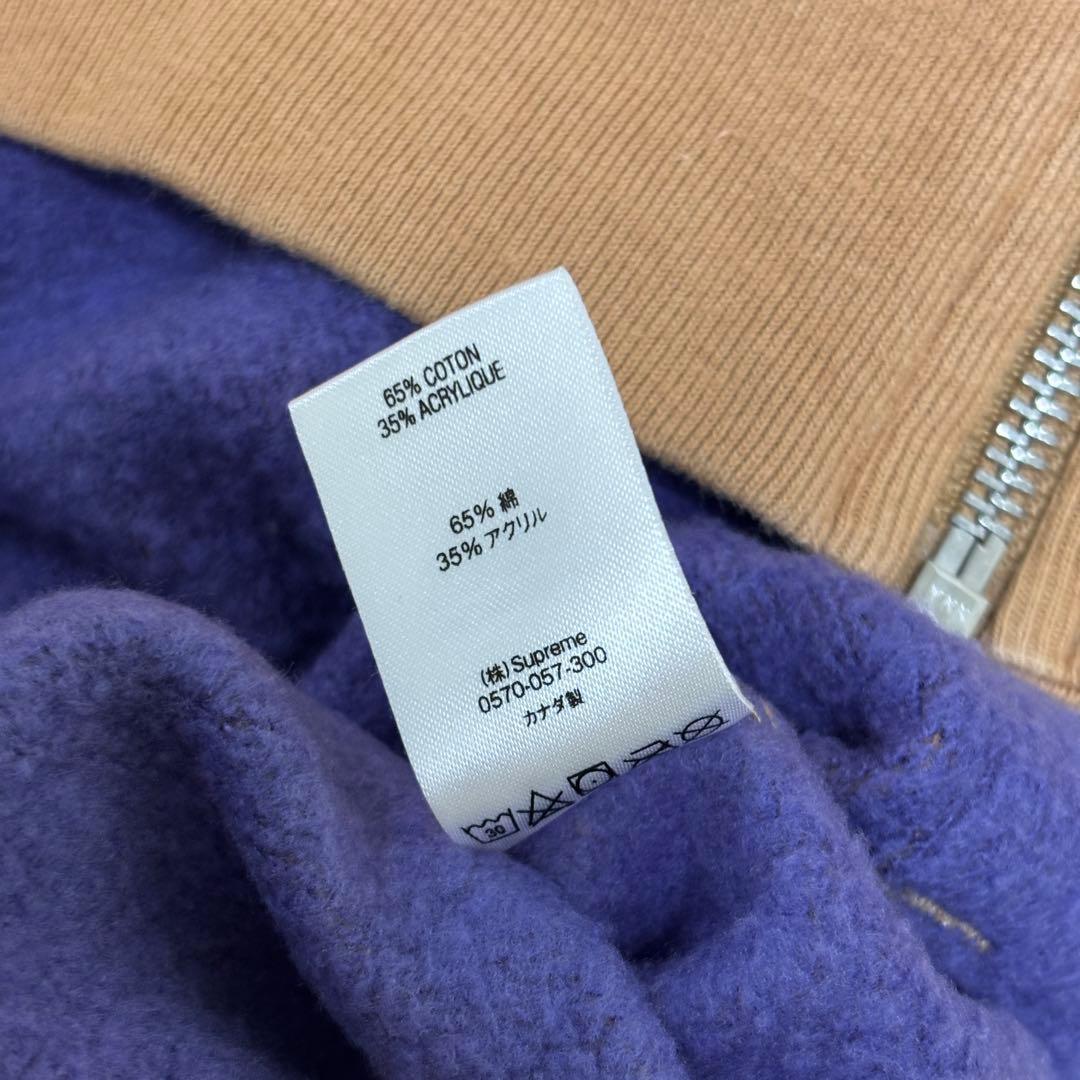 65% COTON
35% ACRYLIQUE
65% 綿
35% アクリル
(株) Supreme
0570-057-300
カナダ製
30